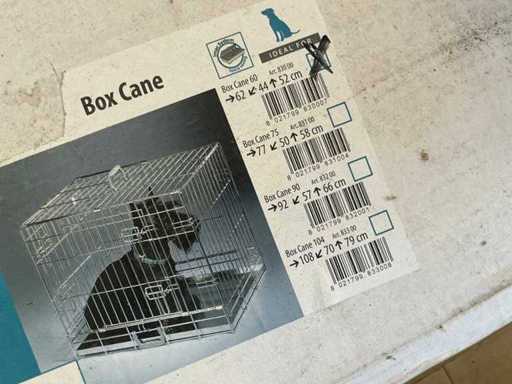 Box Cane
IDEAL FOR
Box Cane 60 Art. 830 00
→62 ↙44 ↑52 cm
8 021799 830007
Box Cane 75 Art. 831 00
→77 ↙50 ↑58 cm
8 021799 831004
Box Cane 90 Art. 832 00
→92 ↙57 ↑66 cm
8 021799 832001
Box Cane 104 Art. 833 00
→108 ↙70 ↑79 cm
8 021799 833008